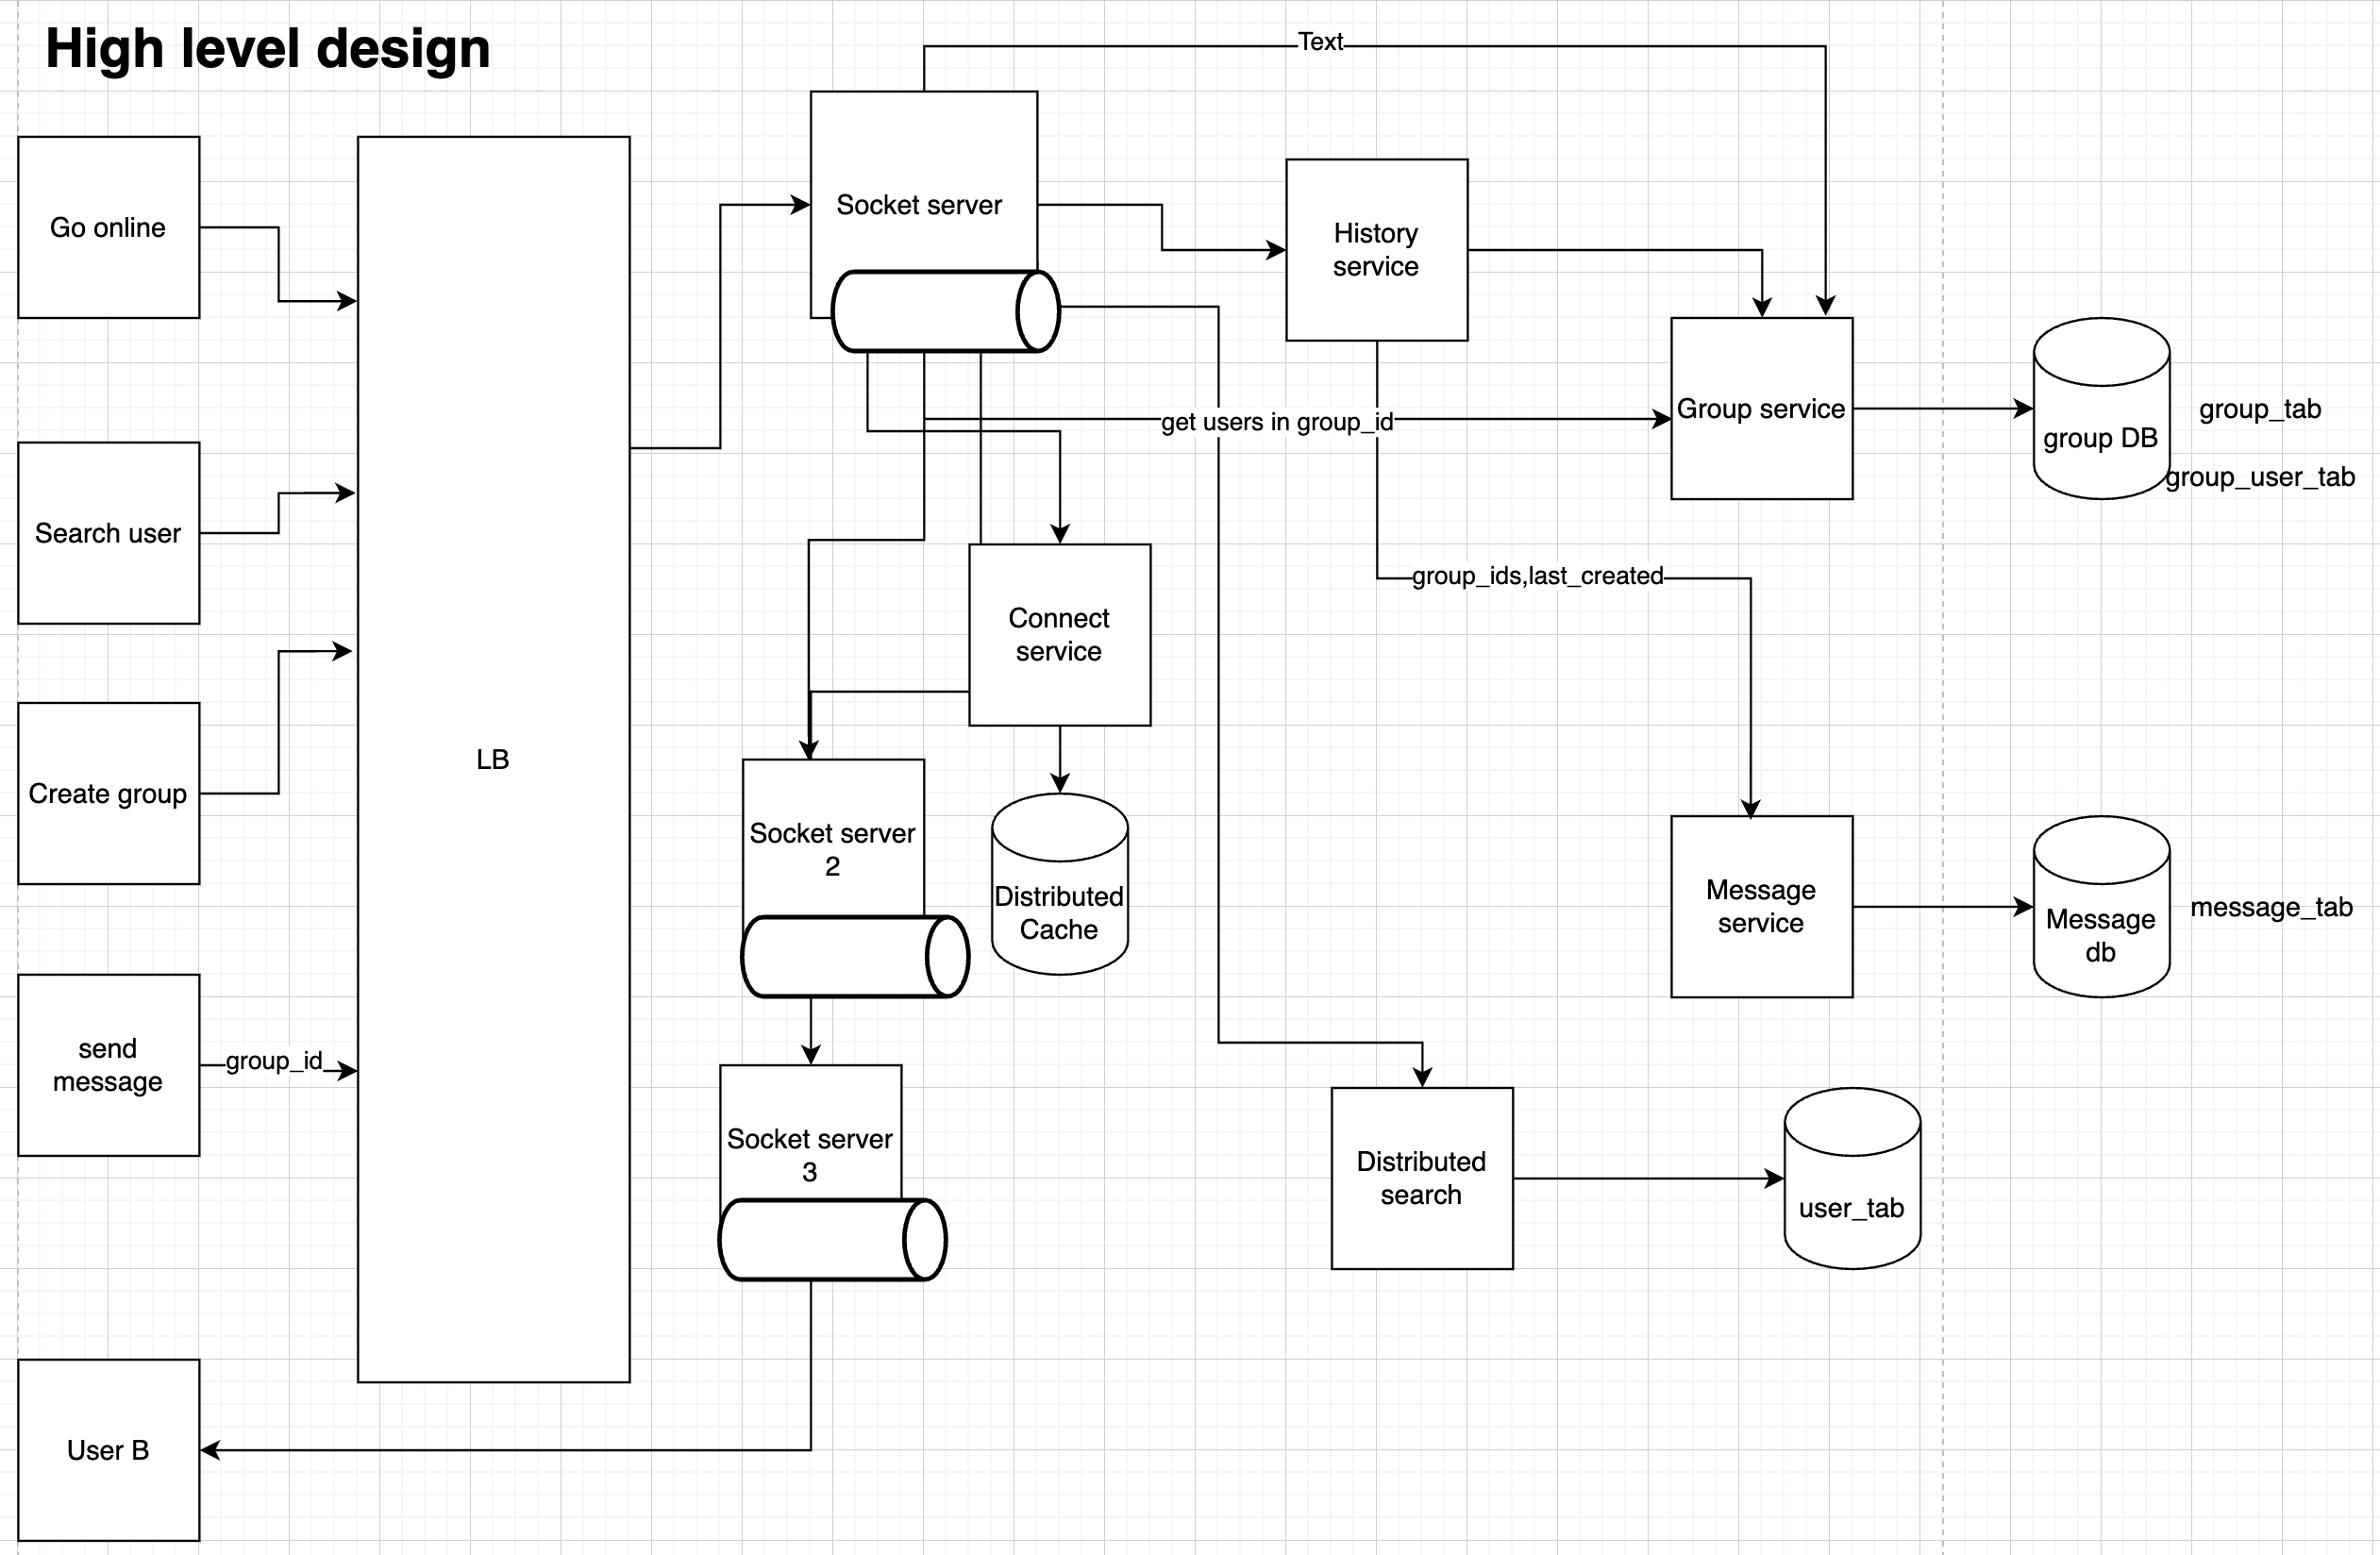 High level design
Text
Go online
Socket server
History
service
Group service
get users in group_id
group DB
group_tab
group_user_tab
Search user
group_ids,last_created
Connect
service
LB
Create group
Socket server
2
Distributed
Cache
Message
service
Message
db
message_tab
send
message
group_id
Socket server
3
Distributed
search
user_tab
User B